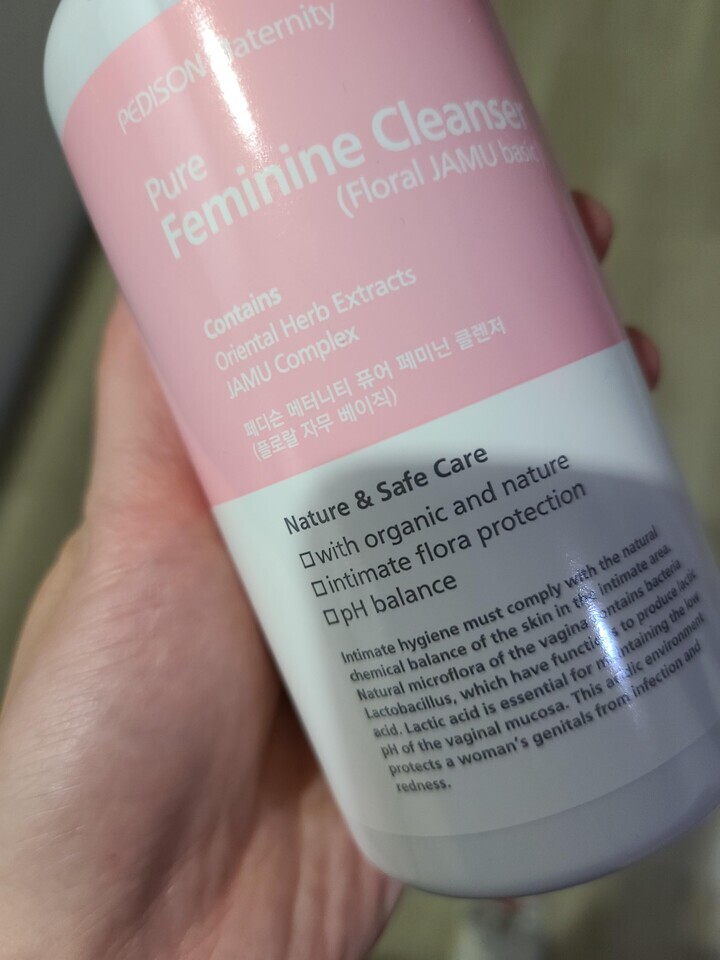 PEDISON Maternity
Pure
Feminine Cleanser
(Floral JAMU basic
Contains
Oriental Herb Extracts
JAMU Complex
페디슨 메터니티 퓨어 페미닌 클렌저
(플로랄 자무 베이직)
Nature & Safe Care
□with organic and nature
□intimate flora protection
□pH balance
Intimate hygiene must comply with the natural
chemical balance of the skin in the intimate area.
Natural microflora of the vagina contains bacteria
Lactobacillus, which have functions to produce lactic
acid. Lactic acid is essential for maintaining the low
pH of the vaginal mucosa. This acidic environment
protects a woman's genitals from infection and
redness.